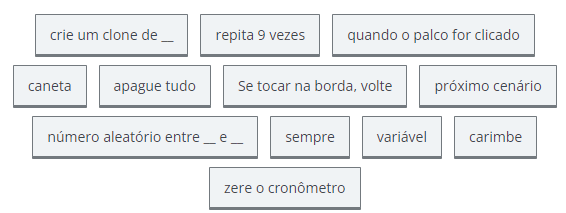 crie um clone de __ repita 9 vezes quando o palco for clicado
caneta apague tudo Se tocar na borda, volte próximo cenário
número aleatório entre __ e __ sempre variável carimbe
zere o cronômetro